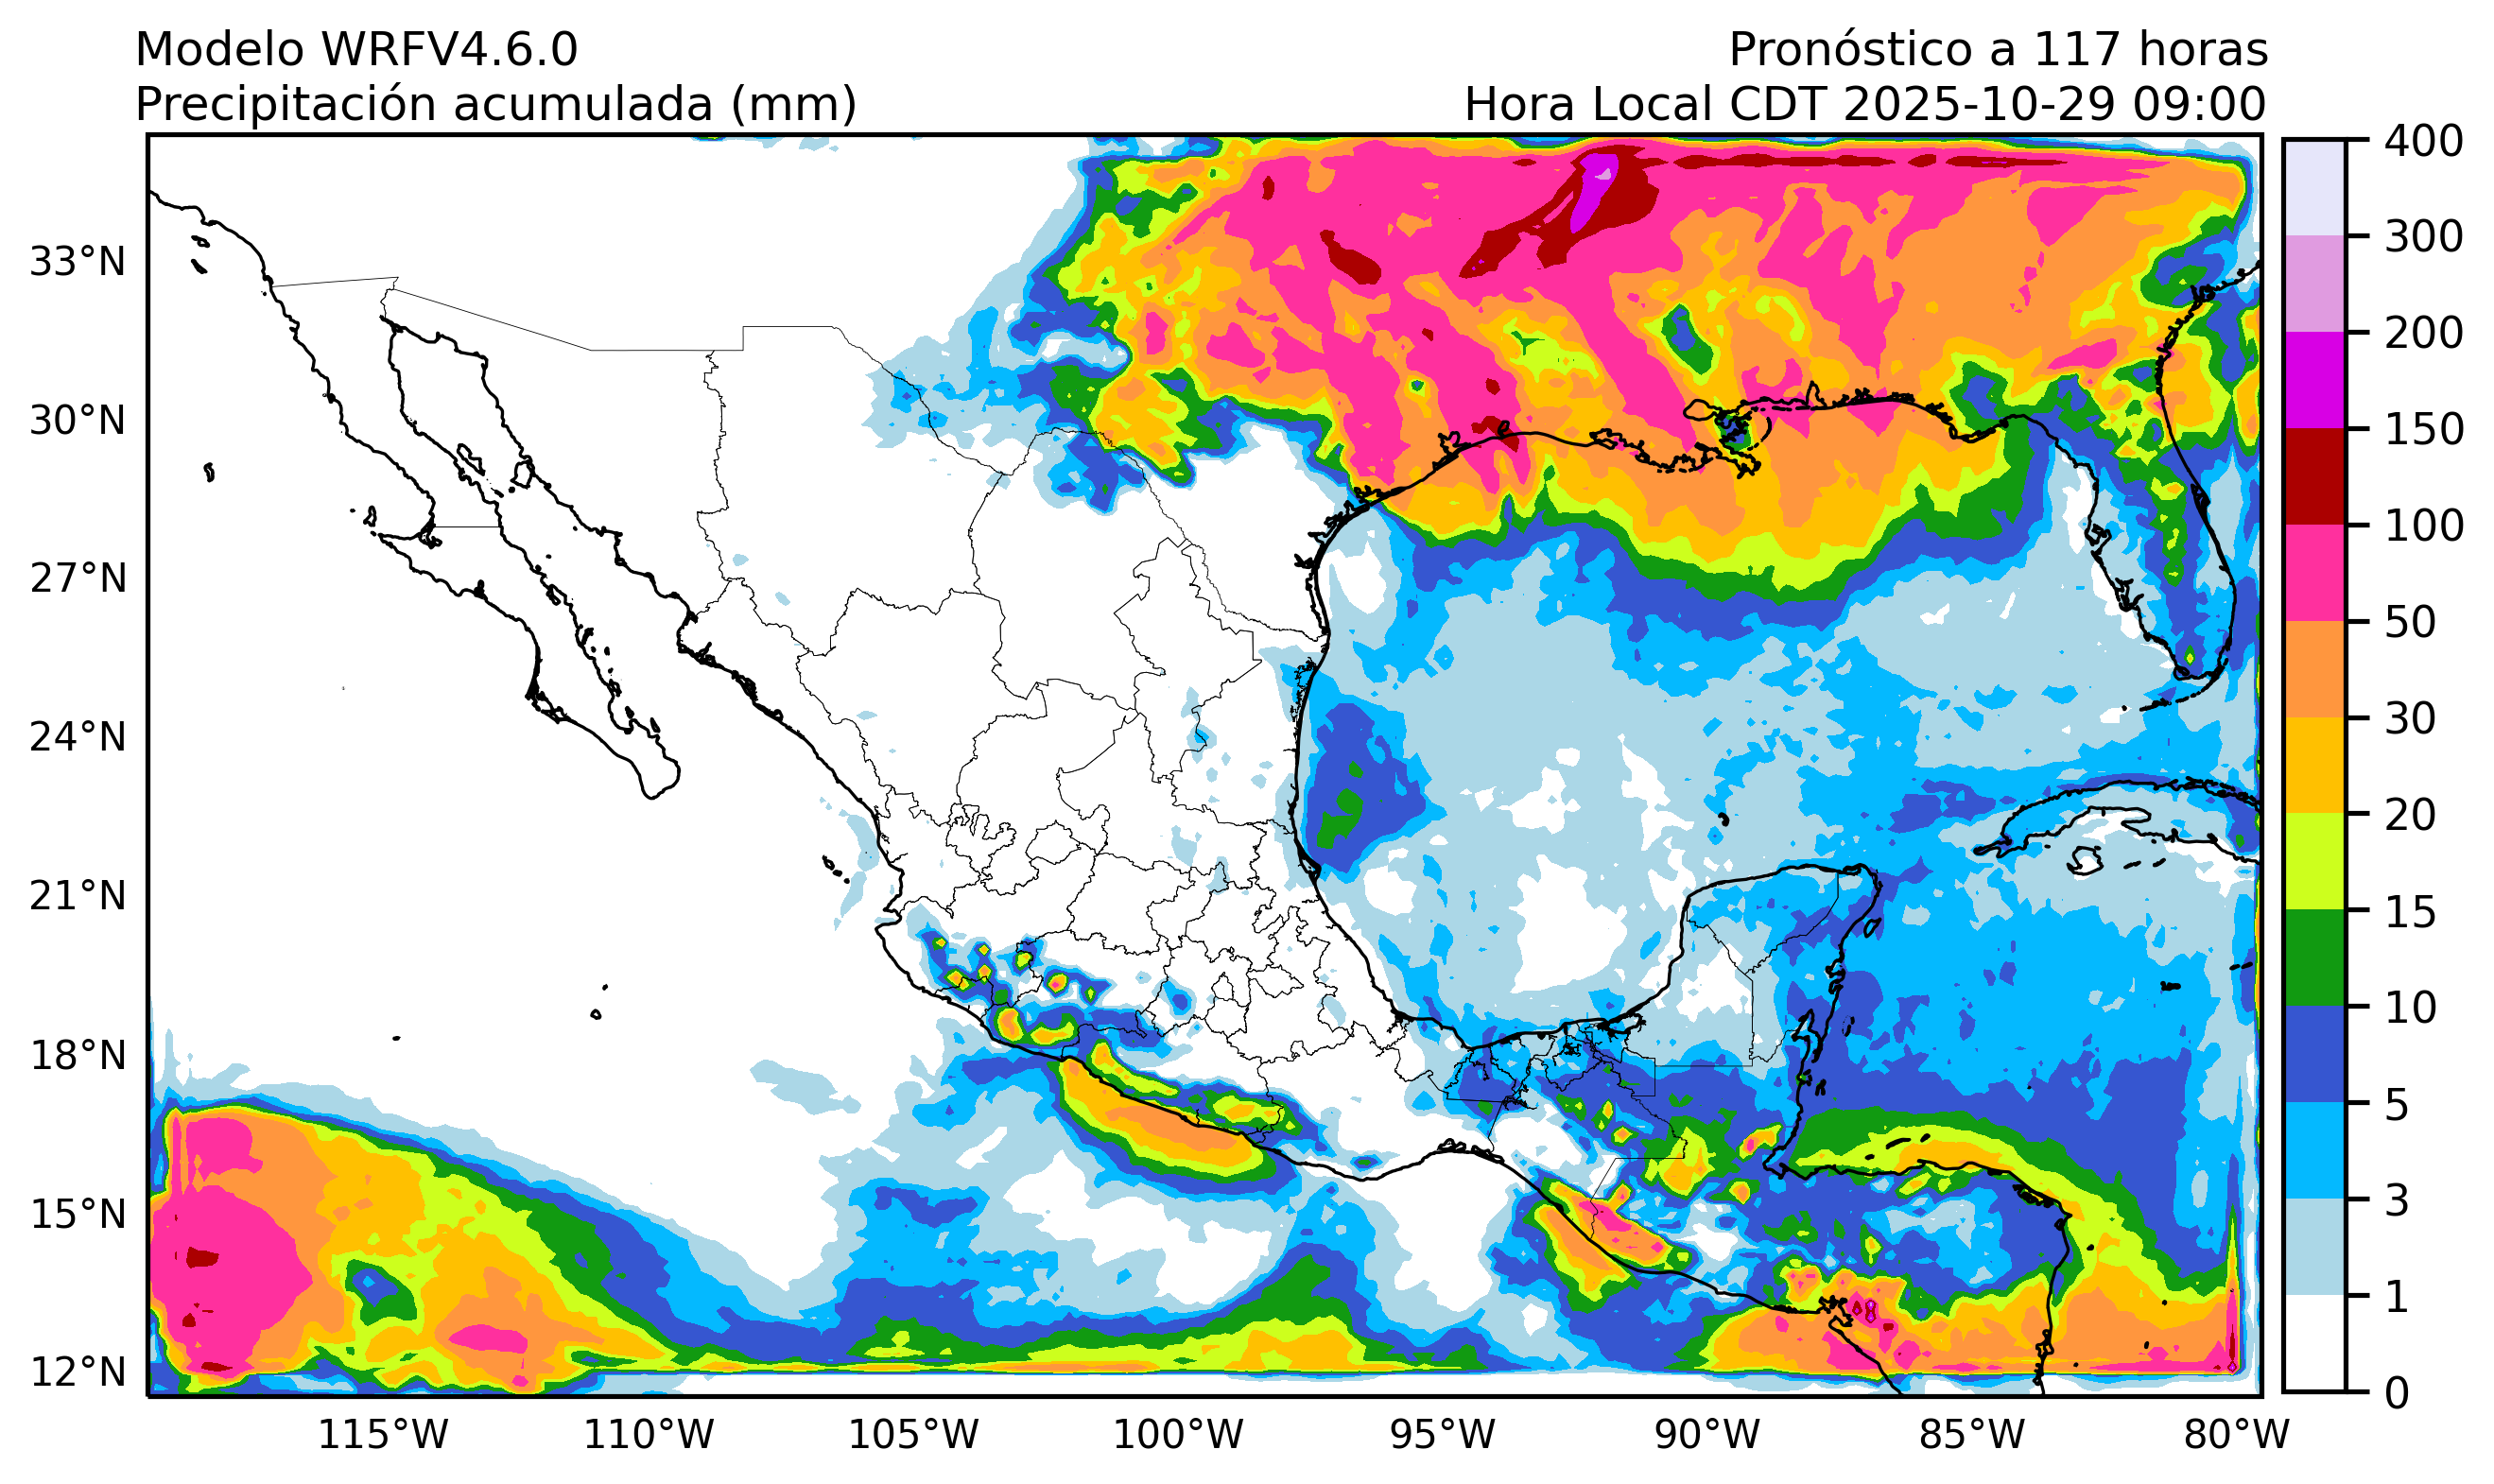 Modelo WRFV4.6.0
Pronóstico a 117 horas
Precipitación acumulada (mm)
Hora Local CDT 2025-10-29 09:00
33°N
30°N
27°N
24°N
21°N
18°N
15°N
12°N
115°W
110°W
105°W
100°W
95°W
90°W
85°W
80°W
400
300
200
150
100
50
30
20
15
10
5
3
1
0